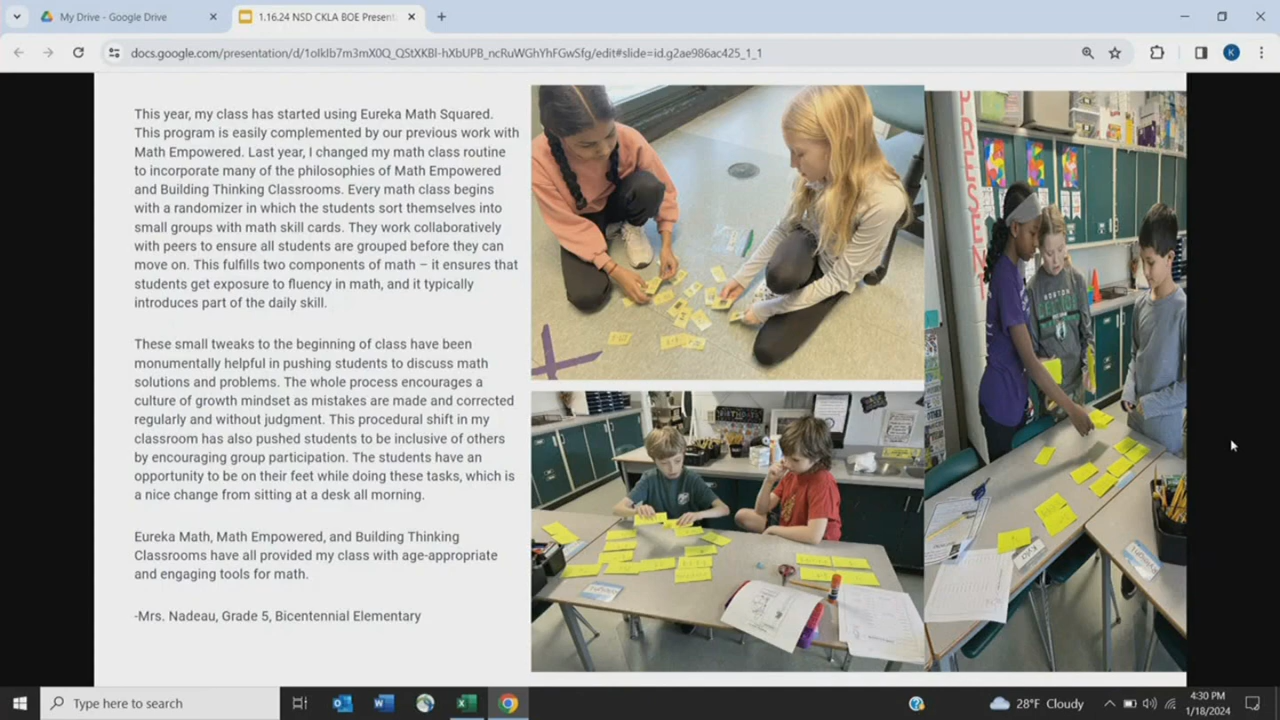 My Drive - Google Drive
1.16.24 NSD CKLA BOE Present
docs.google.com/presentation/d/1olkIb7m3mX0Q_QStXKBl-hXbUPB_ncRuWGhYhFGwSfg/edit#slide=id.g2ae986ac425_1_1
K
This year, my class has started using Eureka Math Squared.
This program is easily complemented by our previous work with
Math Empowered. Last year, I changed my math class routine
to incorporate many of the philosophies of Math Empowered
and Building Thinking Classrooms. Every math class begins
with a randomizer in which the students sort themselves into
small groups with math skill cards. They work collaboratively
with peers to ensure all students are grouped before they can
move on. This fulfills two components of math – it ensures that
students get exposure to fluency in math, and it typically
introduces part of the daily skill.
These small tweaks to the beginning of class have been
monumentally helpful in pushing students to discuss math
solutions and problems. The whole process encourages a
culture of growth mindset as mistakes are made and corrected
regularly and without judgment. This procedural shift in my
classroom has also pushed students to be inclusive of others
by encouraging group participation. The students have an
opportunity to be on their feet while doing these tasks, which is
a nice change from sitting at a desk all morning.
Eureka Math, Math Empowered, and Building Thinking
Classrooms have all provided my class with age-appropriate
and engaging tools for math.
-Mrs. Nadeau, Grade 5, Bicentennial Elementary
PRESENT
BIRTHDAY
BOSTON
Type here to search
28°F Cloudy
4:30 PM
1/18/2024